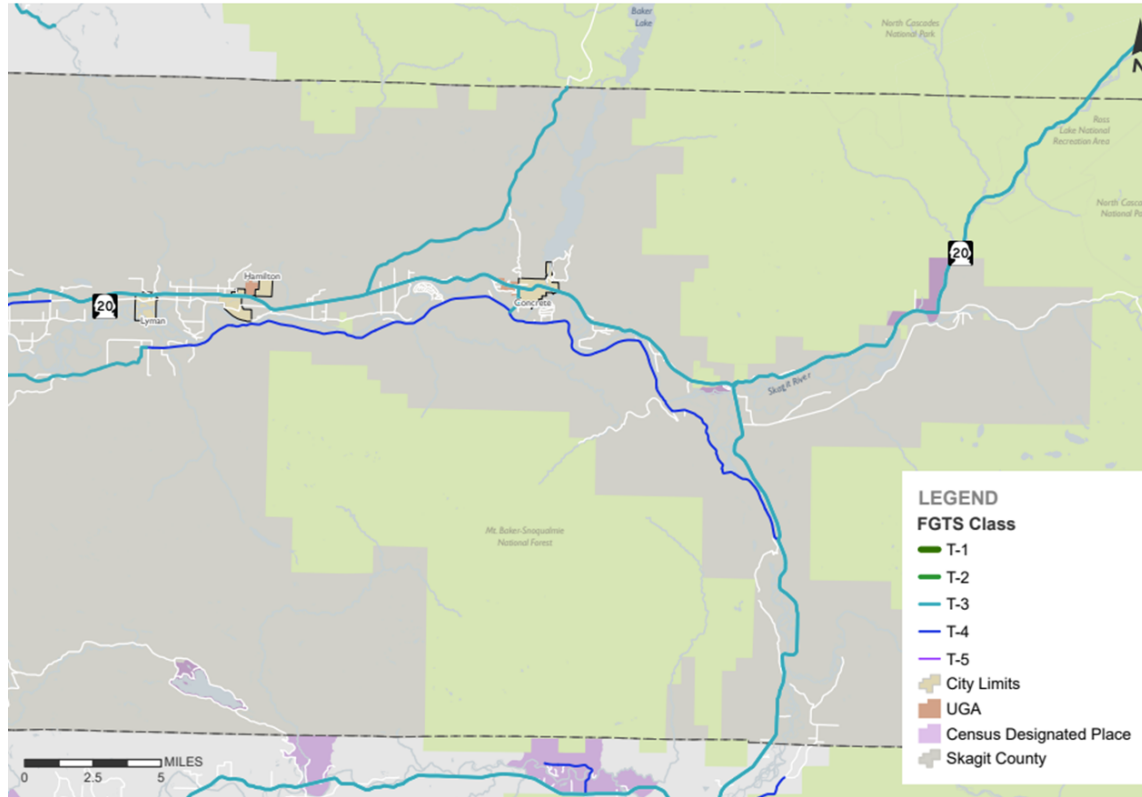 Baker
Lake
North Cascades
National Park
N
Ross
Lake National
Recreation Area
North Casca
National Pa
20
Hamilton
20
Lyman
Concrete
Skagit River
Mt. Baker-Snoqualmie
National Forest
LEGEND
FGTS Class
T-1
T-2
T-3
T-4
T-5
City Limits
UGA
Census Designated Place
Skagit County
MILES
0 2.5 5